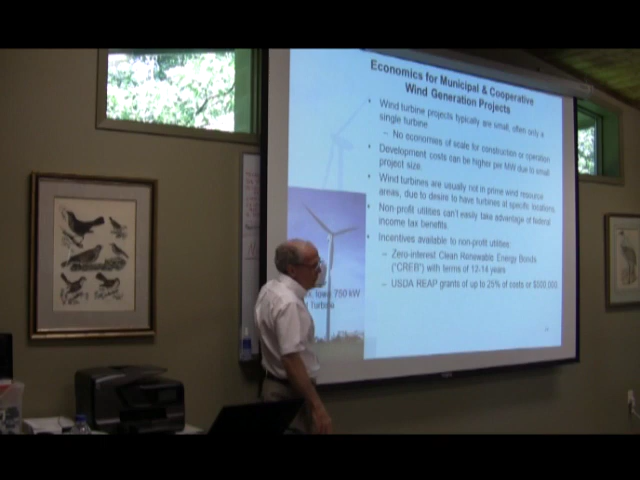 Economics for Municipal & Cooperative
Wind Generation Projects
• Wind turbine projects typically are small, often only a
single turbine
– No economies of scale for construction or operation
• Development costs can be higher per MW due to small
project size.
• Wind turbines are usually not in prime wind resource
areas, due to desire to have turbines at specific locations.
• Non-profit utilities can't easily take advantage of federal
income tax benefits.
• Incentives available to non-profit utilities:
– Zero-interest Clean Renewable Energy Bonds
("CREB") with terms of 12-14 years
– USDA REAP grants of up to 25% of costs or $500,000.
Iowa 750 kW
Turbine